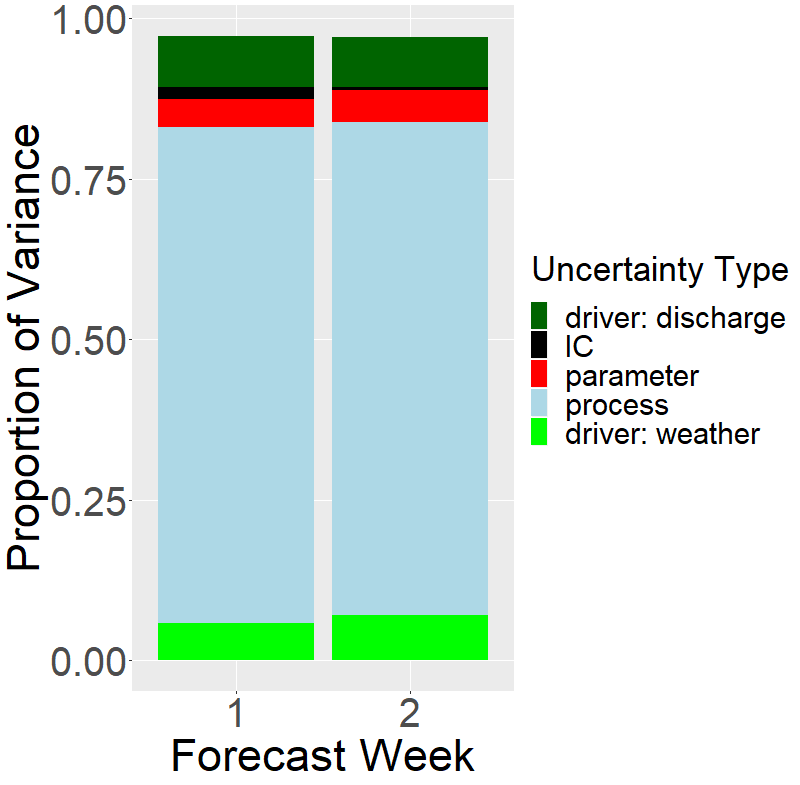 Proportion of Variance
1.00
0.75
0.50
0.25
0.00
1 2
Forecast Week
Uncertainty Type
driver: discharge
IC
parameter
process
driver: weather